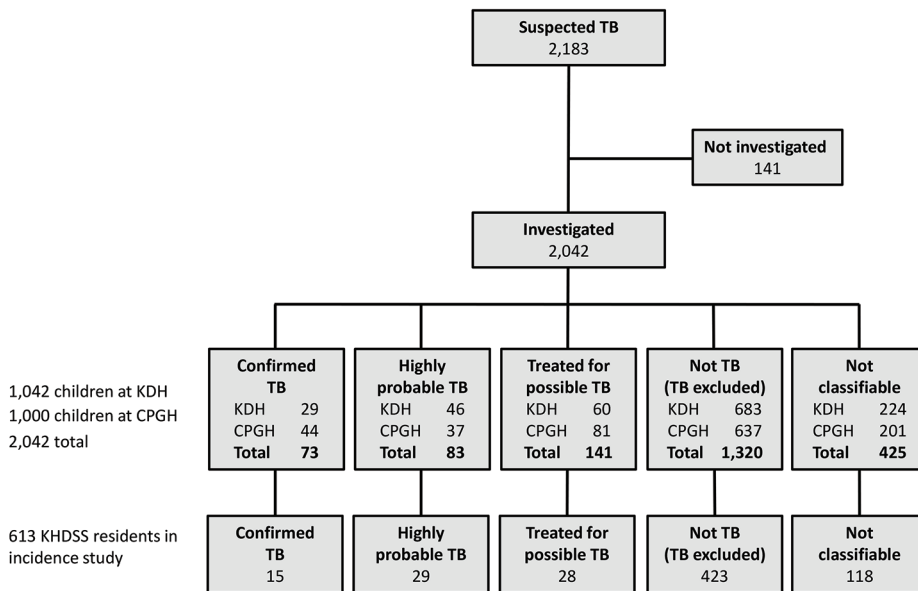 Suspected TB
2,183
Not investigated
141
Investigated
2,042
1,042 children at KDH
1,000 children at CPGH
2,042 total
Confirmed
TB
KDH 29
CPGH 44
Total 73
Highly
probable TB
KDH 46
CPGH 37
Total 83
Treated for
possible TB
KDH 60
CPGH 81
Total 141
Not TB
(TB excluded)
KDH 683
CPGH 637
Total 1,320
Not
classifiable
KDH 224
CPGH 201
Total 425
613 KHDSS residents in
incidence study
Confirmed
TB
15
Highly
probable TB
29
Treated for
possible TB
28
Not TB
(TB excluded)
423
Not
classifiable
118